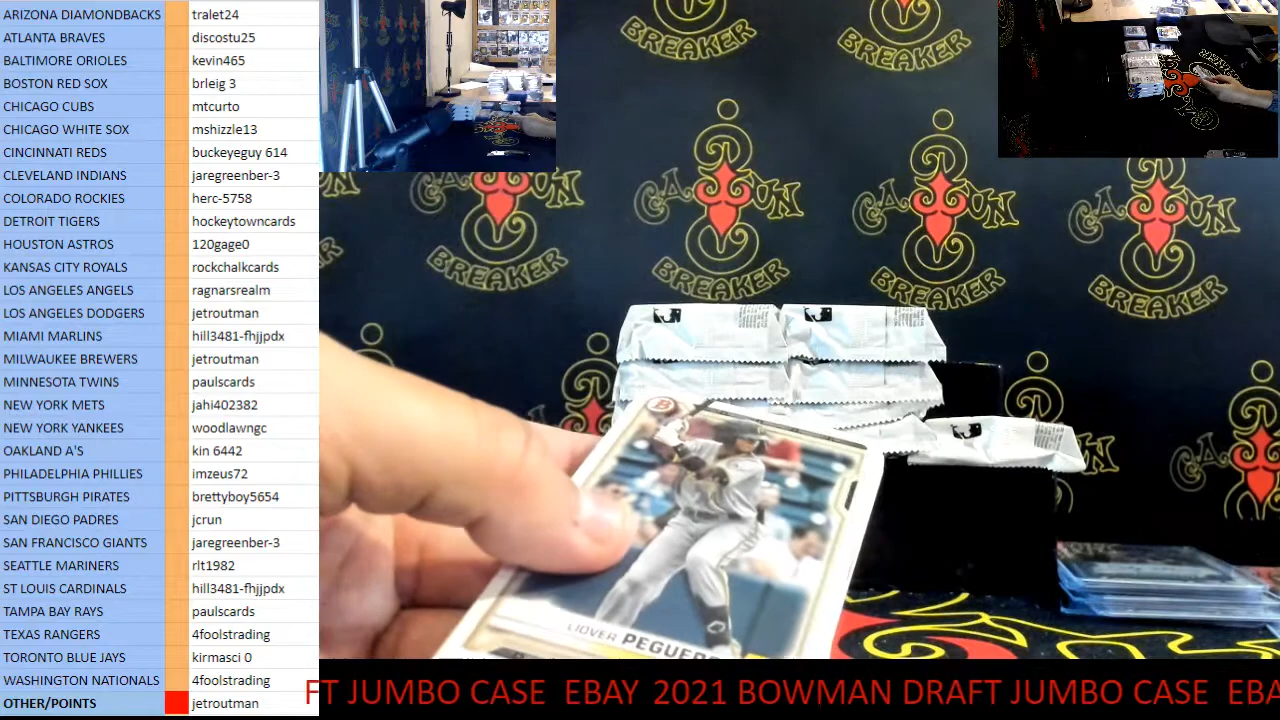 ARIZONA DIAMONDBACKS tralet24
ATLANTA BRAVES discostu25
BALTIMORE ORIOLES kevin465
BOSTON RED SOX brleig 3
CHICAGO CUBS mtcurto
CHICAGO WHITE SOX mshizzle13
CINCINNATI REDS buckeyeguy 614
CLEVELAND INDIANS jaregreenber-3
COLORADO ROCKIES herc-5758
DETROIT TIGERS hockeytowncards
HOUSTON ASTROS 120gage0
KANSAS CITY ROYALS rockchalkcards
LOS ANGELES ANGELS ragnarsrealm
LOS ANGELES DODGERS jetroutman
MIAMI MARLINS hill3481-fhjjpdx
MILWAUKEE BREWERS jetroutman
MINNESOTA TWINS paulscards
NEW YORK METS jahi402382
NEW YORK YANKEES woodlawngc
OAKLAND A'S kin 6442
PHILADELPHIA PHILLIES imzeus72
PITTSBURGH PIRATES brettyboy5654
SAN DIEGO PADRES jcrun
SAN FRANCISCO GIANTS jaregreenber-3
SEATTLE MARINERS rlt1982
ST LOUIS CARDINALS hill3481-fhjjpdx
TAMPA BAY RAYS paulscards
TEXAS RANGERS 4foolstrading
TORONTO BLUE JAYS kirmasci 0
WASHINGTON NATIONALS 4foolstrading
OTHER POINTS jetroutman
BREAKER
BREAKER
CAJUN
BREAKER
CAJUN
BREAKER
CAJUN
BREAKER
CAJUN
BREAKER
B
LIOVER PEGUERO
FT JUMBO CASE EBAY 2021 BOWMAN DRAFT JUMBO CASE EBA